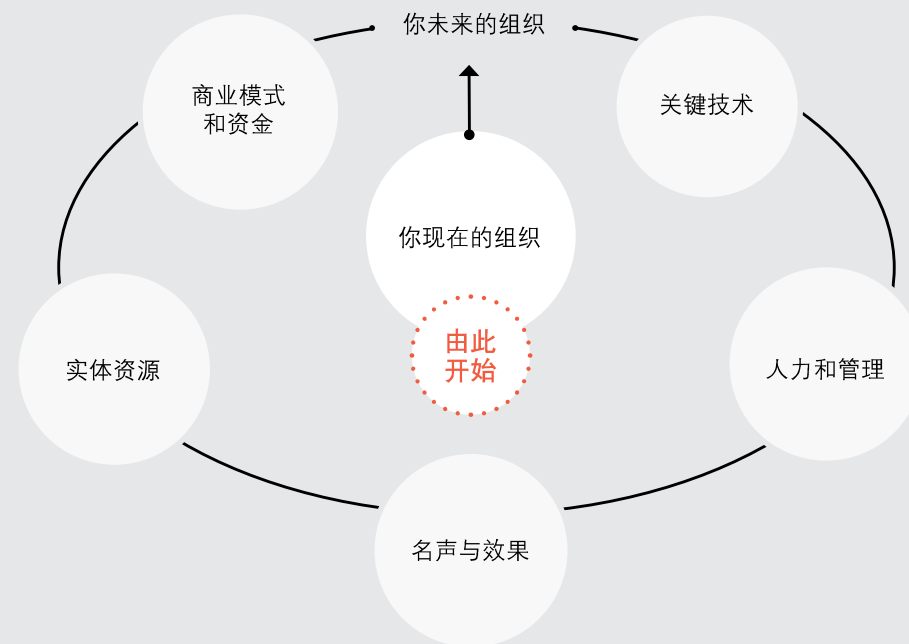 你未来的组织
商业模式
和资金
关键技术
你现在的组织
由此
开始
实体资源
人力和管理
名声与效果